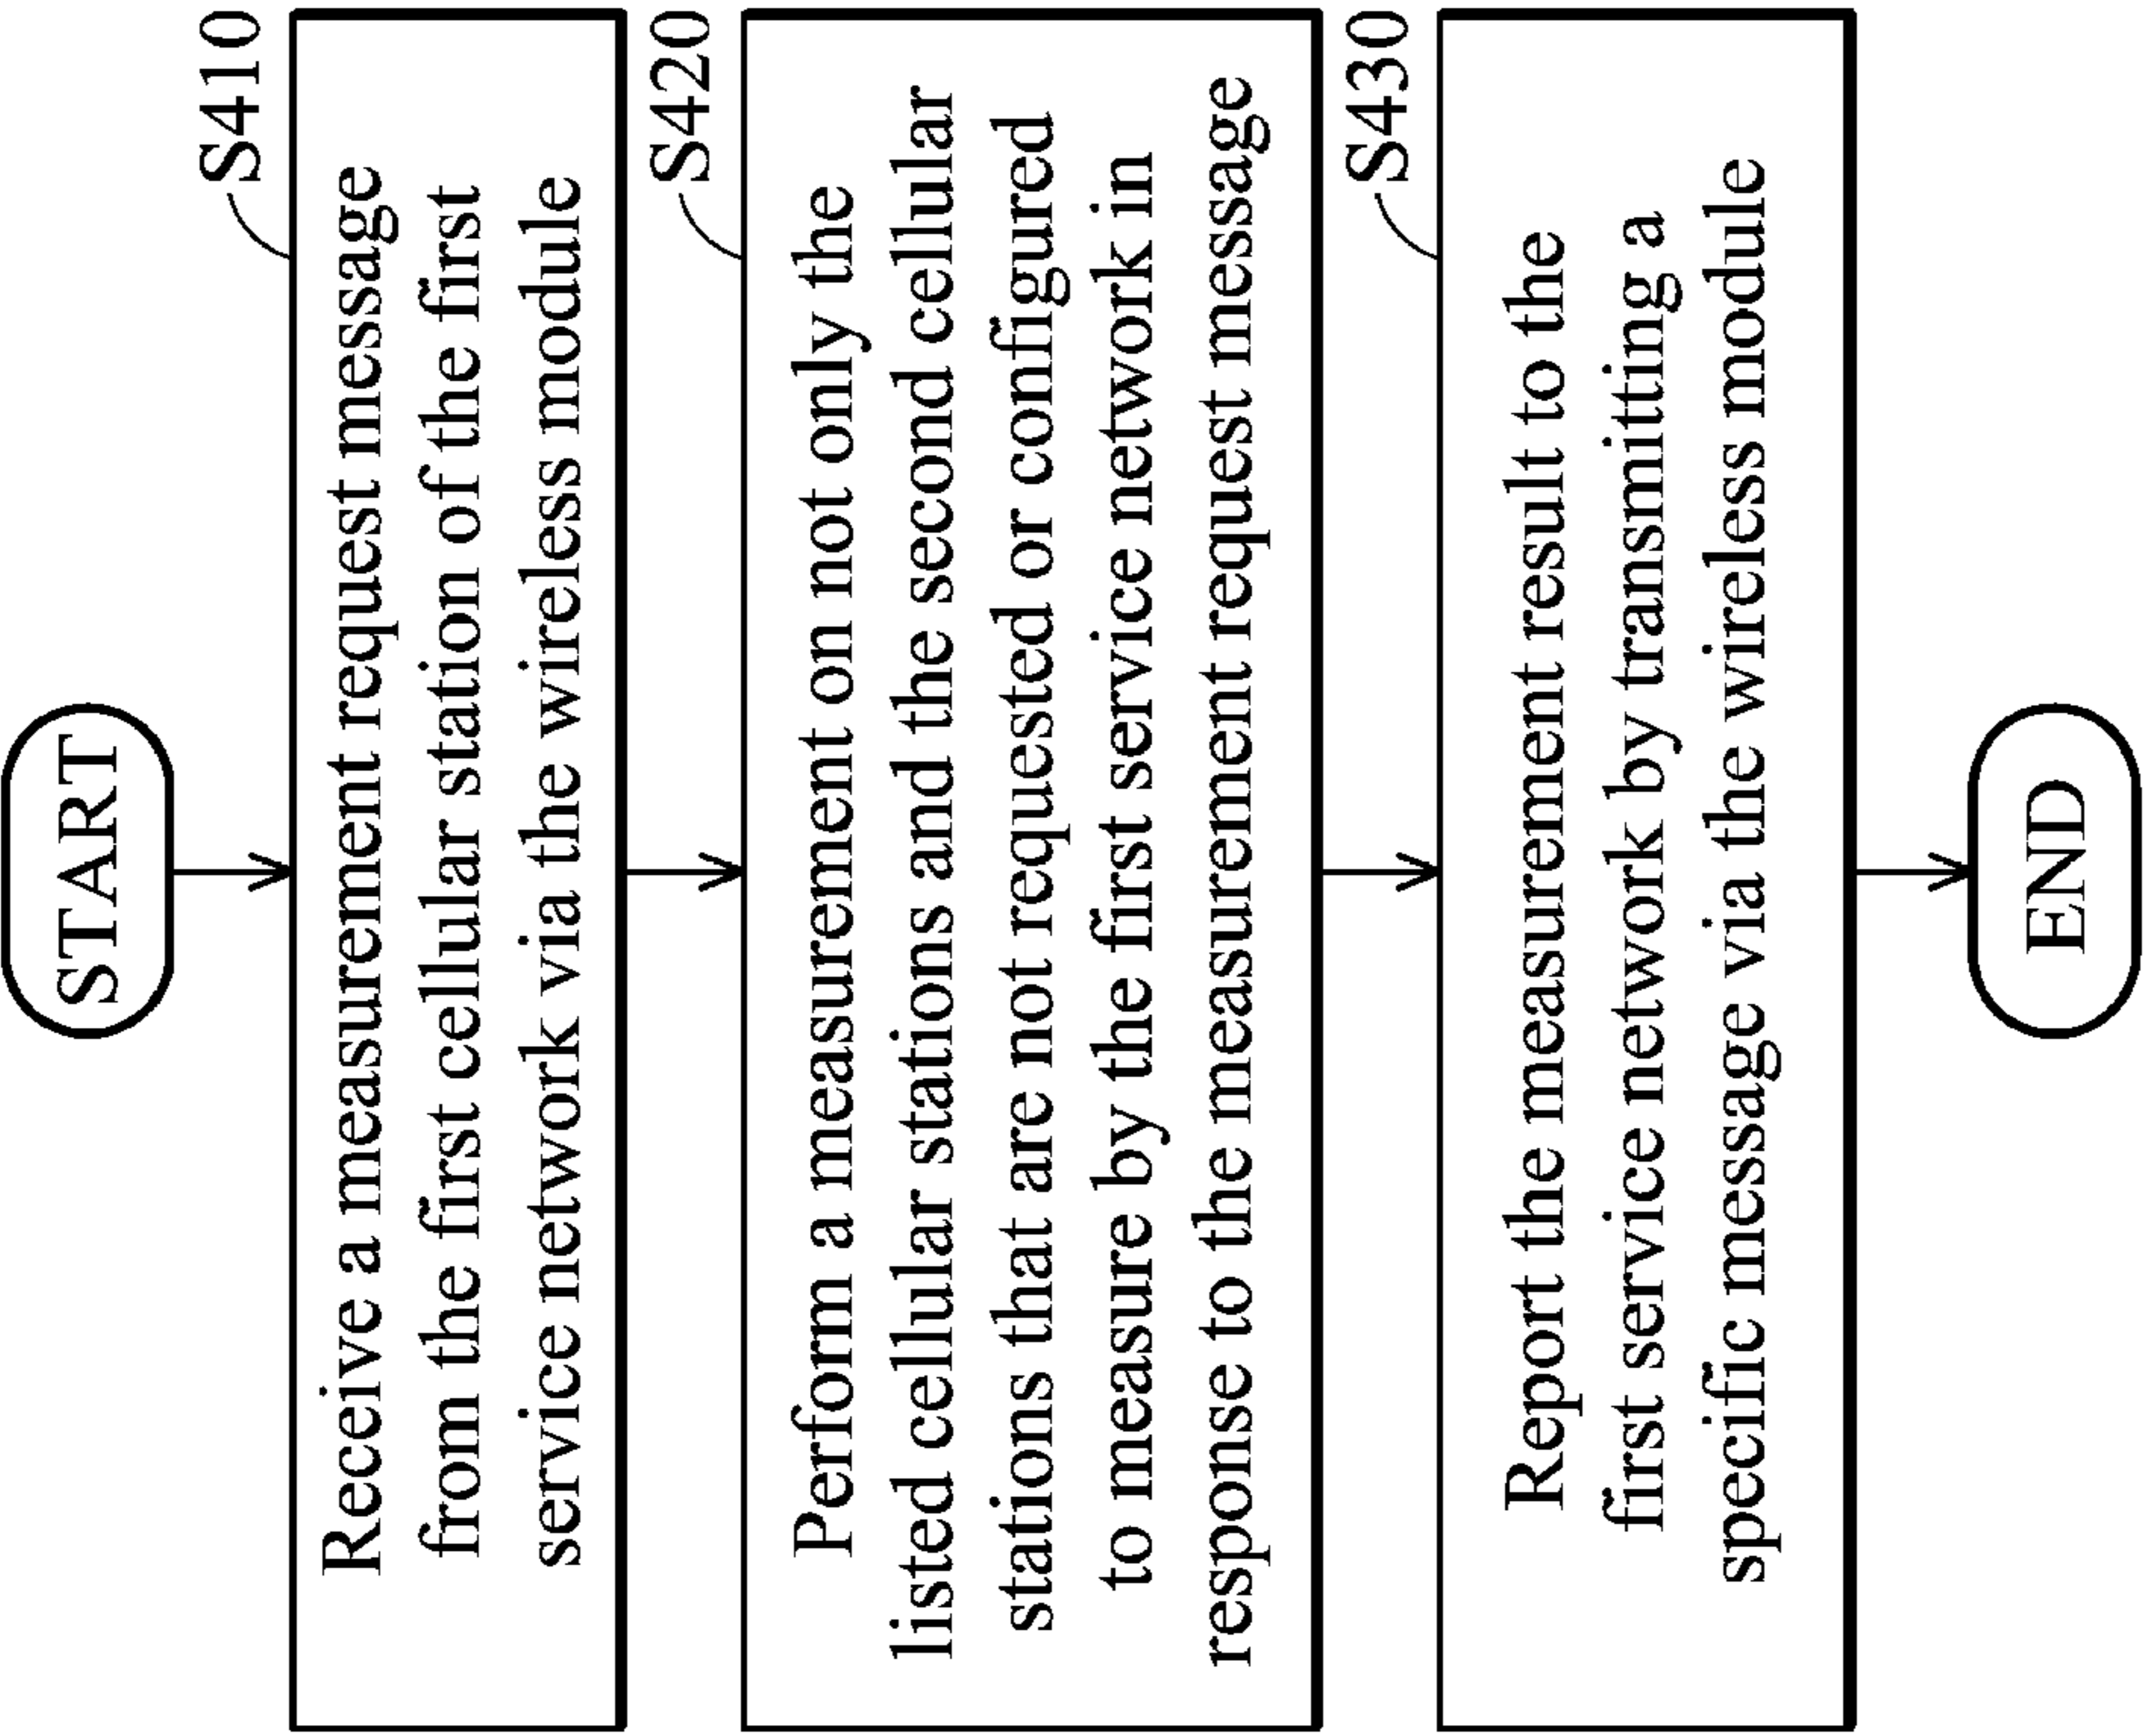 START
S410
Receive a measurement request message
from the first cellular station of the first
service network via the wireless module
S420
Perform a measurement on not only the
listed cellular stations and the second cellular
stations that are not requested or configured
to measure by the first service network in
response to the measurement request message
S430
Report the measurement result to the
first service network by transmitting a
specific message via the wireless module
END